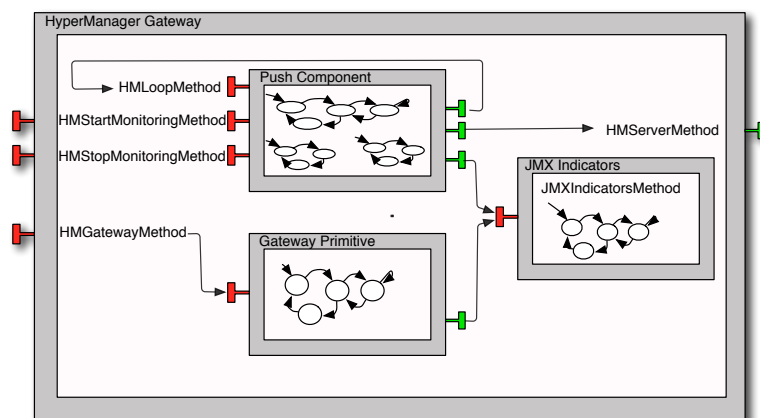 HyperManager Gateway
Push Component
HMLoopMethod
HMStartMonitoringMethod
HMServerMethod
HMStopMonitoringMethod
JMX Indicators
JMXIndicatorsMethod
HMGatewayMethod
Gateway Primitive